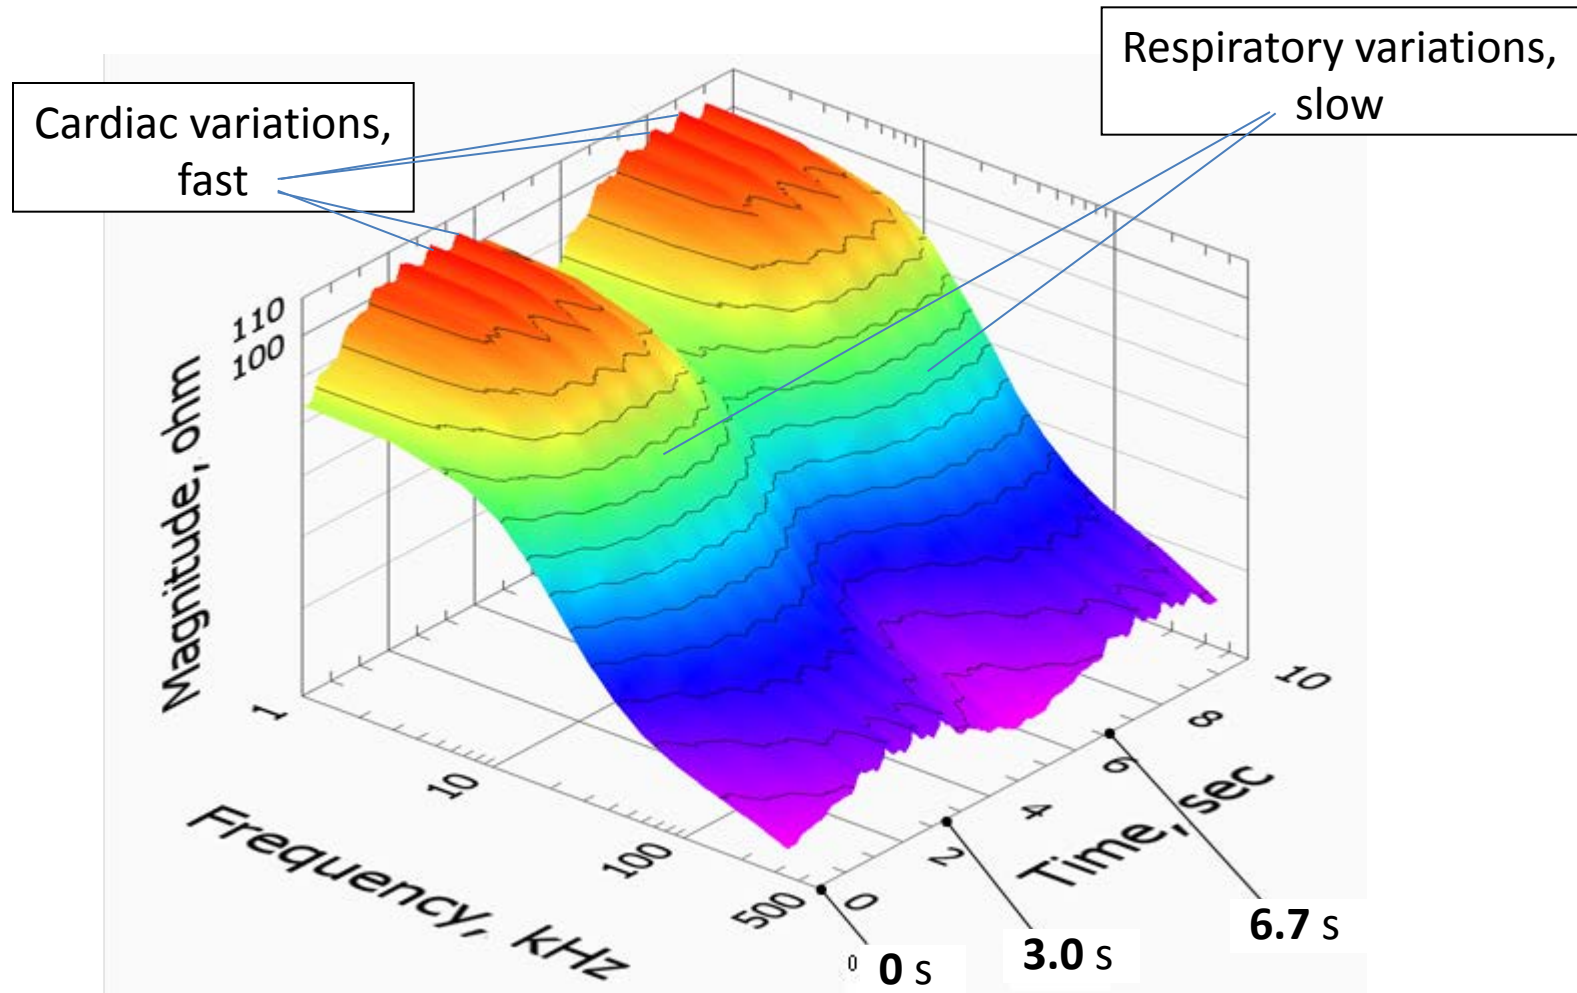 Respiratory variations,
slow
Cardiac variations,
fast
110
100
Magnitude, ohm
1
10
100
500
Frequency, kHz
0
2
4
6
8
10
Time, sec
0
0 s
3.0 s
6.7 s